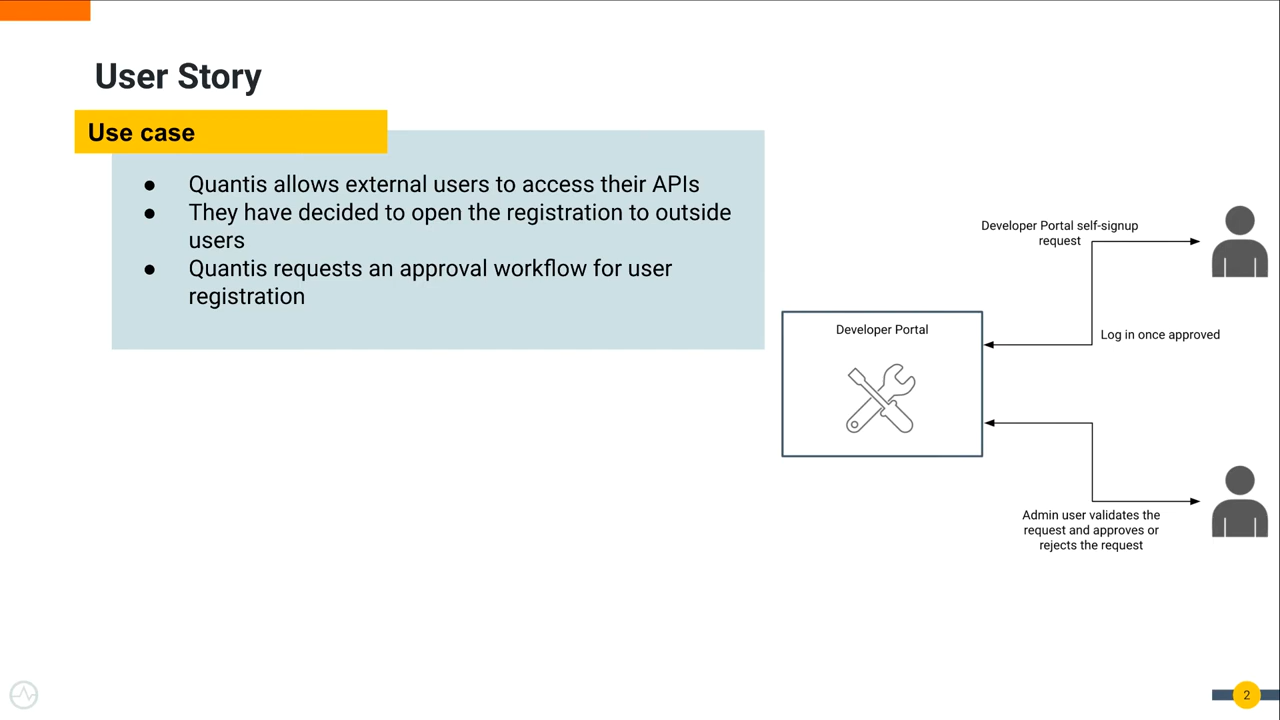 User Story
Use case
● Quantis allows external users to access their APIs
● They have decided to open the registration to outside
users
● Quantis requests an approval workflow for user
registration
Developer Portal self-signup
request
Log in once approved
Developer Portal
Admin user validates the
request and approves or
rejects the request
2